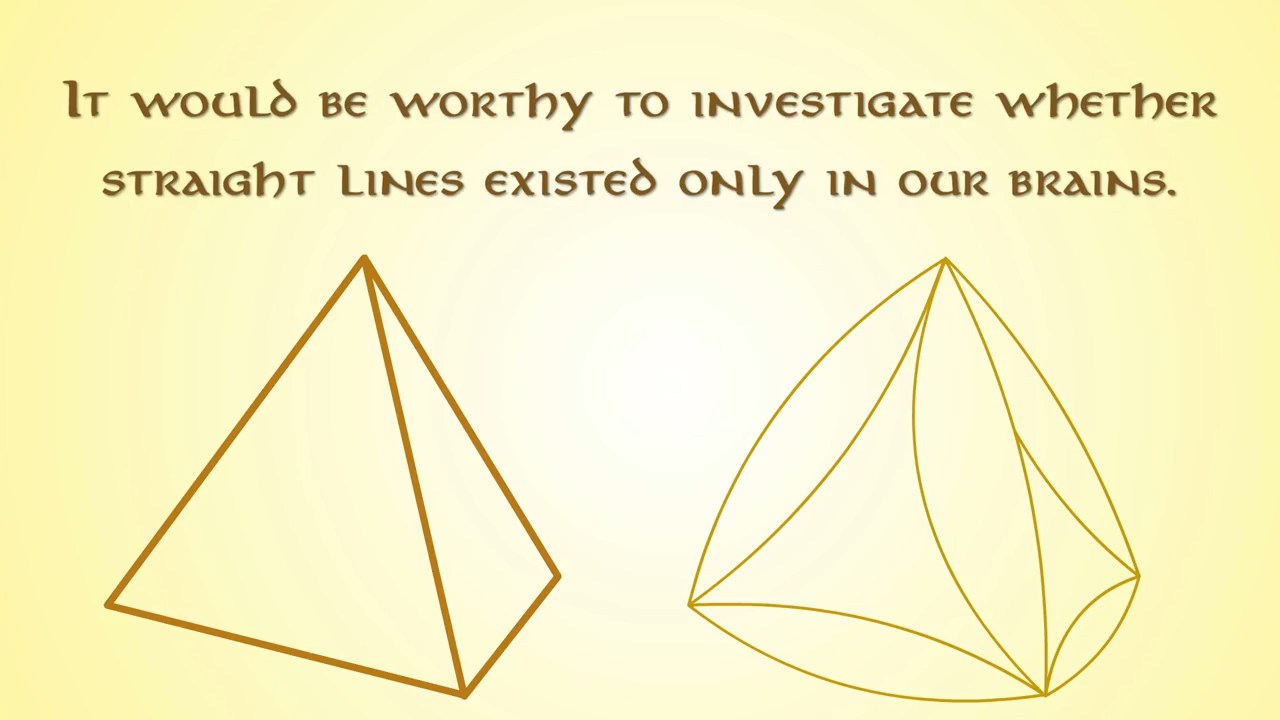 It would be worthy to investigate whether
straight lines existed only in our brains.